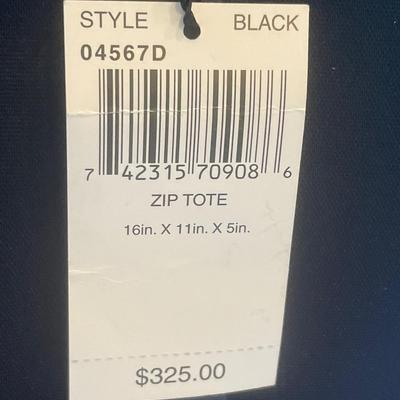 STYLE BLACK
04567D
7 42315 70908 6
ZIP TOTE
16in. X 11in. X 5in.
$325.00